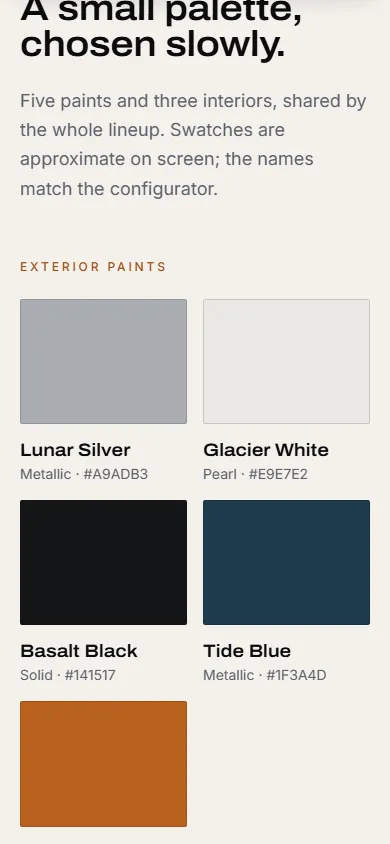 A small palette,
chosen slowly.
Five paints and three interiors, shared by
the whole lineup. Swatches are
approximate on screen; the names
match the configurator.
EXTERIOR PAINTS
Lunar Silver
Metallic · #A9ADB3
Glacier White
Pearl · #E9E7E2
Basalt Black
Solid · #141517
Tide Blue
Metallic · #1F3A4D